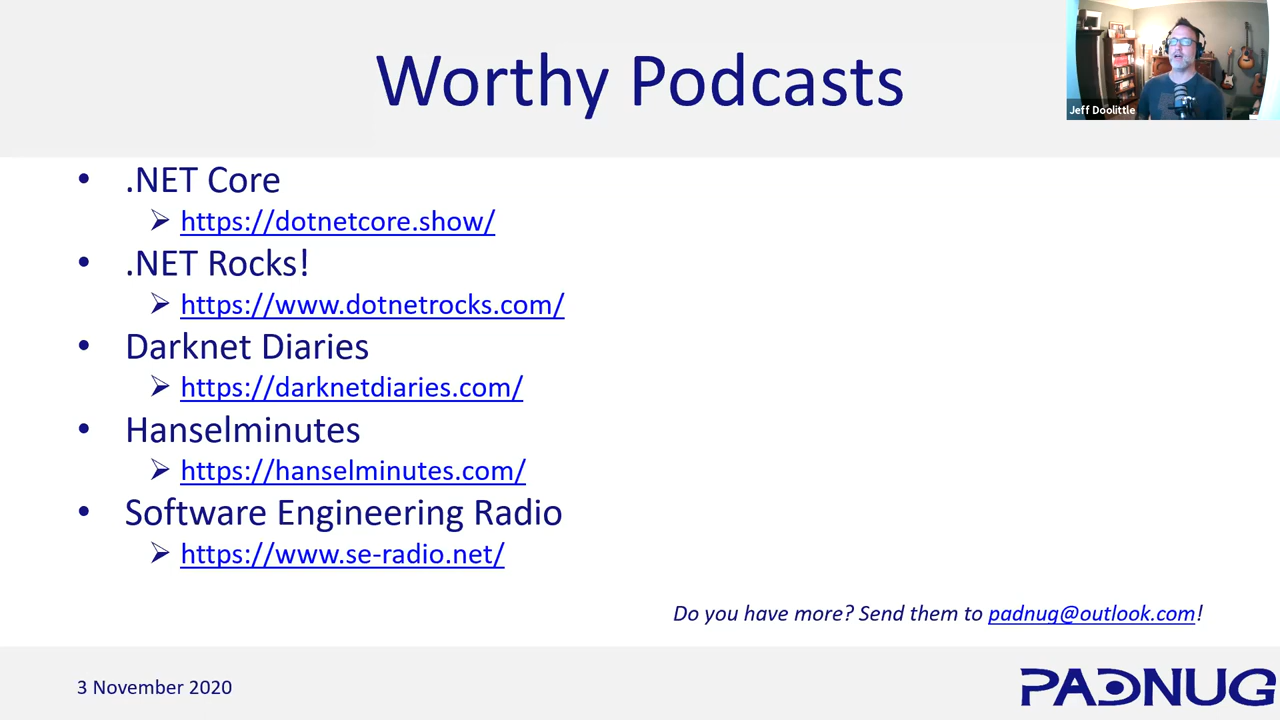 Worthy Podcasts
Jeff Doolittle
• .NET Core
➢ https://dotnetcore.show/
• .NET Rocks!
➢ https://www.dotnetrocks.com/
• Darknet Diaries
➢ https://darknetdiaries.com/
• Hanselminutes
➢ https://hanselminutes.com/
• Software Engineering Radio
➢ https://www.se-radio.net/
Do you have more? Send them to padnug@outlook.com!
3 November 2020
PADNUG